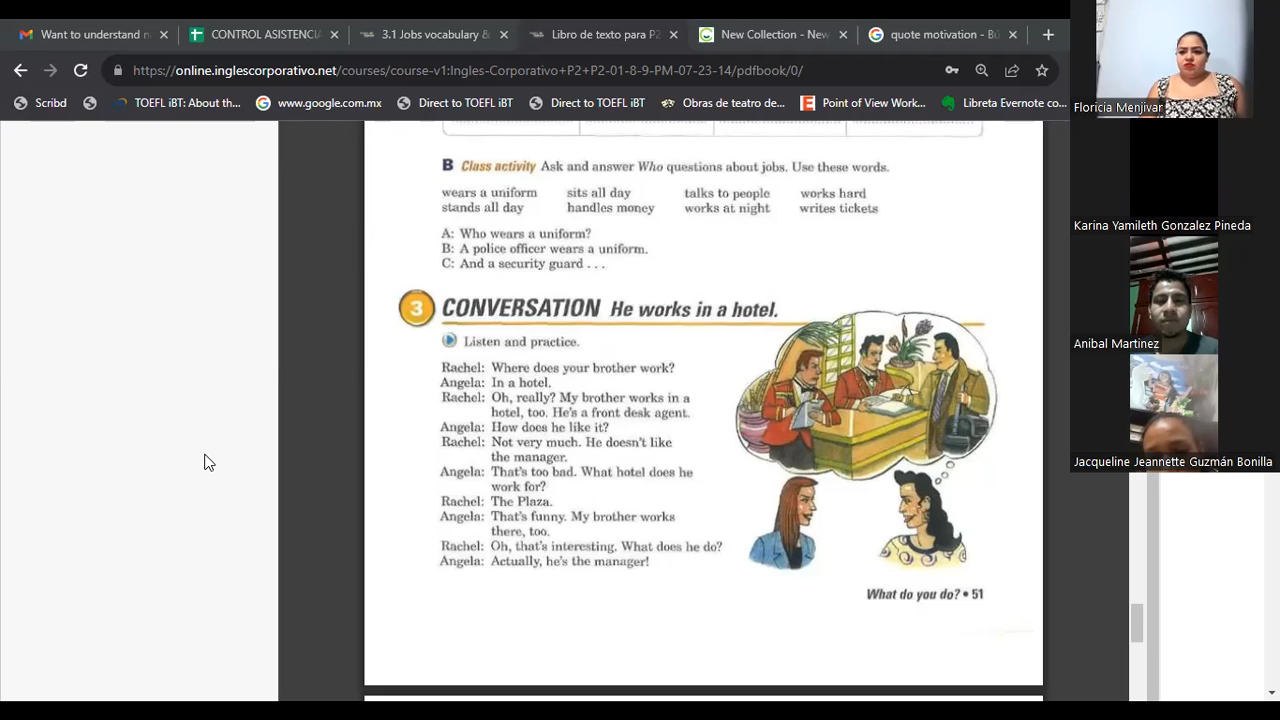 Want to understand n
CONTROL ASISTENCIA
3.1 Jobs vocabulary &
Libro de texto para P2
New Collection - New
quote motivation - Bú
https://online.inglescorporativo.net/courses/course-v1:Ingles-Corporativo+P2+P2-01-8-9-PM-07-23-14/pdfbook/0/
Scribd
TOEFL iBT: About th...
www.google.com.mx
Direct to TOEFL iBT
Direct to TOEFL iBT
Obras de teatro de...
Point of View Work...
Libreta Evernote co...
B Class activity Ask and answer Who questions about jobs. Use these words.
wears a uniform sits all day talks to people works hard
stands all day handles money works at night writes tickets
A: Who wears a uniform?
B: A police officer wears a uniform.
C: And a security guard . . .
3 CONVERSATION He works in a hotel.
Listen and practice.
Rachel: Where does your brother work?
Angela: In a hotel.
Rachel: Oh, really? My brother works in a
hotel, too. He's a front desk agent.
Angela: How does he like it?
Rachel: Not very much. He doesn't like
the manager.
Angela: That's too bad. What hotel does he
work for?
Rachel: The Plaza.
Angela: That's funny. My brother works
there, too.
Rachel: Oh, that's interesting. What does he do?
Angela: Actually, he's the manager!
What do you do? • 51
Floricia Menjivar
Karina Yamileth Gonzalez Pineda
Anibal Martinez
Jacqueline Jeannette Guzmán Bonilla